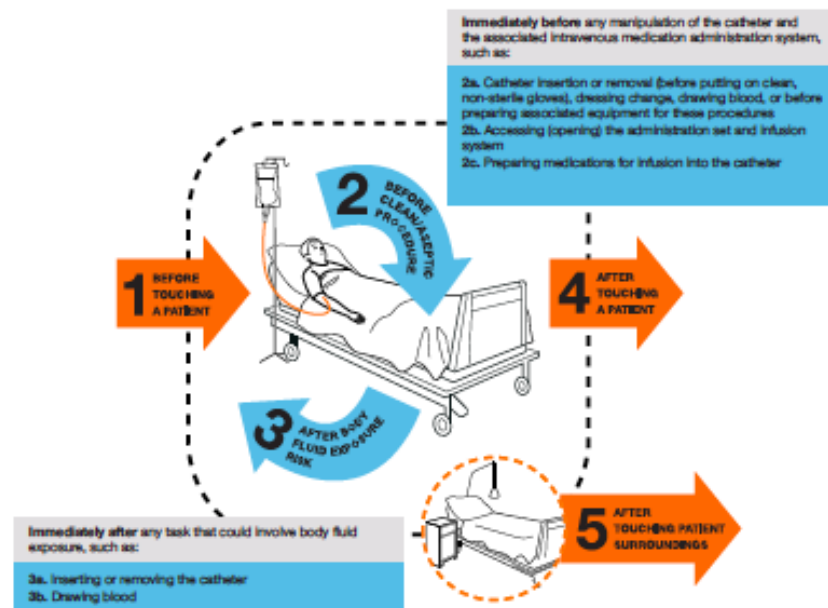 Immediately before any manipulation of the catheter and
the associated intravenous medication administration system,
such as:
2a. Catheter insertion or removal (before putting on clean,
non-sterile gloves), dressing change, drawing blood, or before
preparing associated equipment for these procedures
2b. Accessing (opening) the administration set and infusion
system
2c. Preparing medications for infusion into the catheter
2
BEFORE
CLEAN/ASEPTIC
PROCEDURE
1
BEFORE
TOUCHING
A PATIENT
4
AFTER
TOUCHING
A PATIENT
3
AFTER BODY
FLUID EXPOSURE
RISK
5
AFTER
TOUCHING PATIENT
SURROUNDINGS
Immediately after any task that could involve body fluid
exposure, such as:
3a. Inserting or removing the catheter
3b. Drawing blood